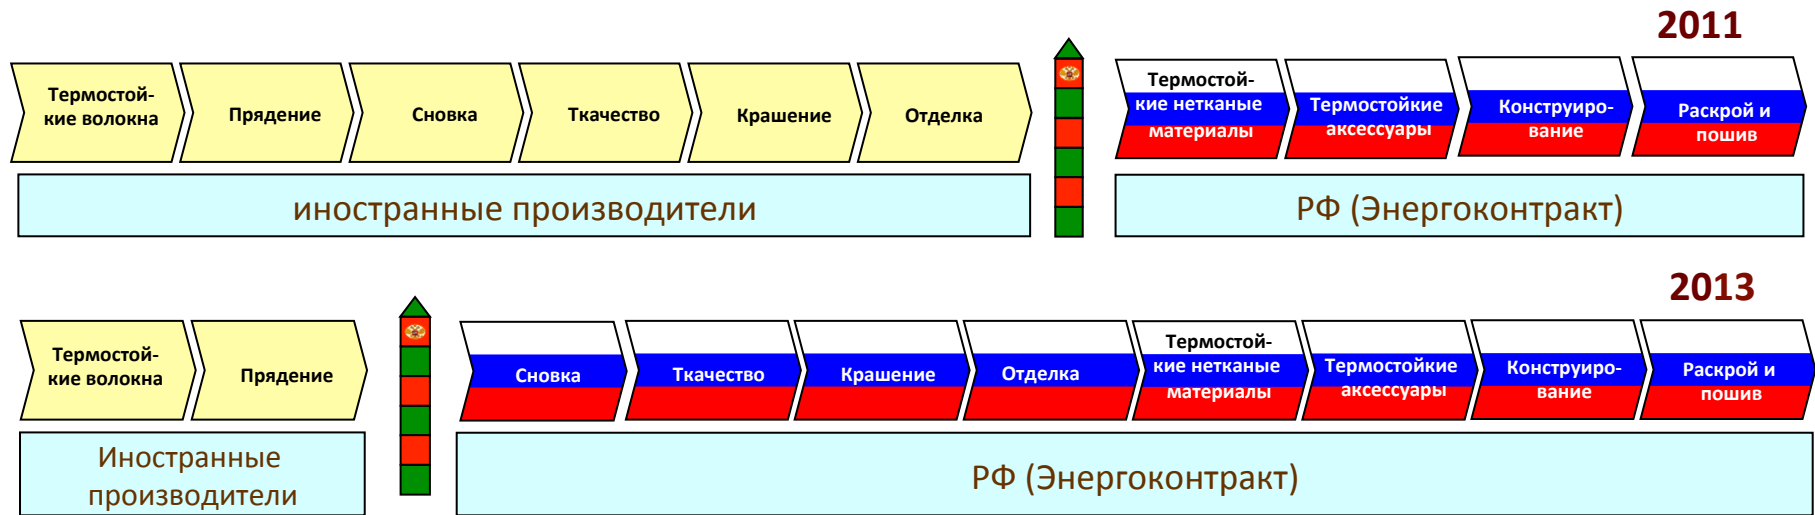 2011
Термостой-
кие волокна
Прядение
Сновка
Ткачество
Крашение
Отделка
Термостой-
кие нетканые
материалы
Термостойкие
аксессуары
Конструиро-
вание
Раскрой и
пошив
иностранные производители
РФ (Энергоконтракт)
2013
Термостой-
кие волокна
Прядение
Сновка
Ткачество
Крашение
Отделка
Термостой-
кие нетканые
материалы
Термостойкие
аксессуары
Конструиро-
вание
Раскрой и
пошив
Иностранные
производители
РФ (Энергоконтракт)